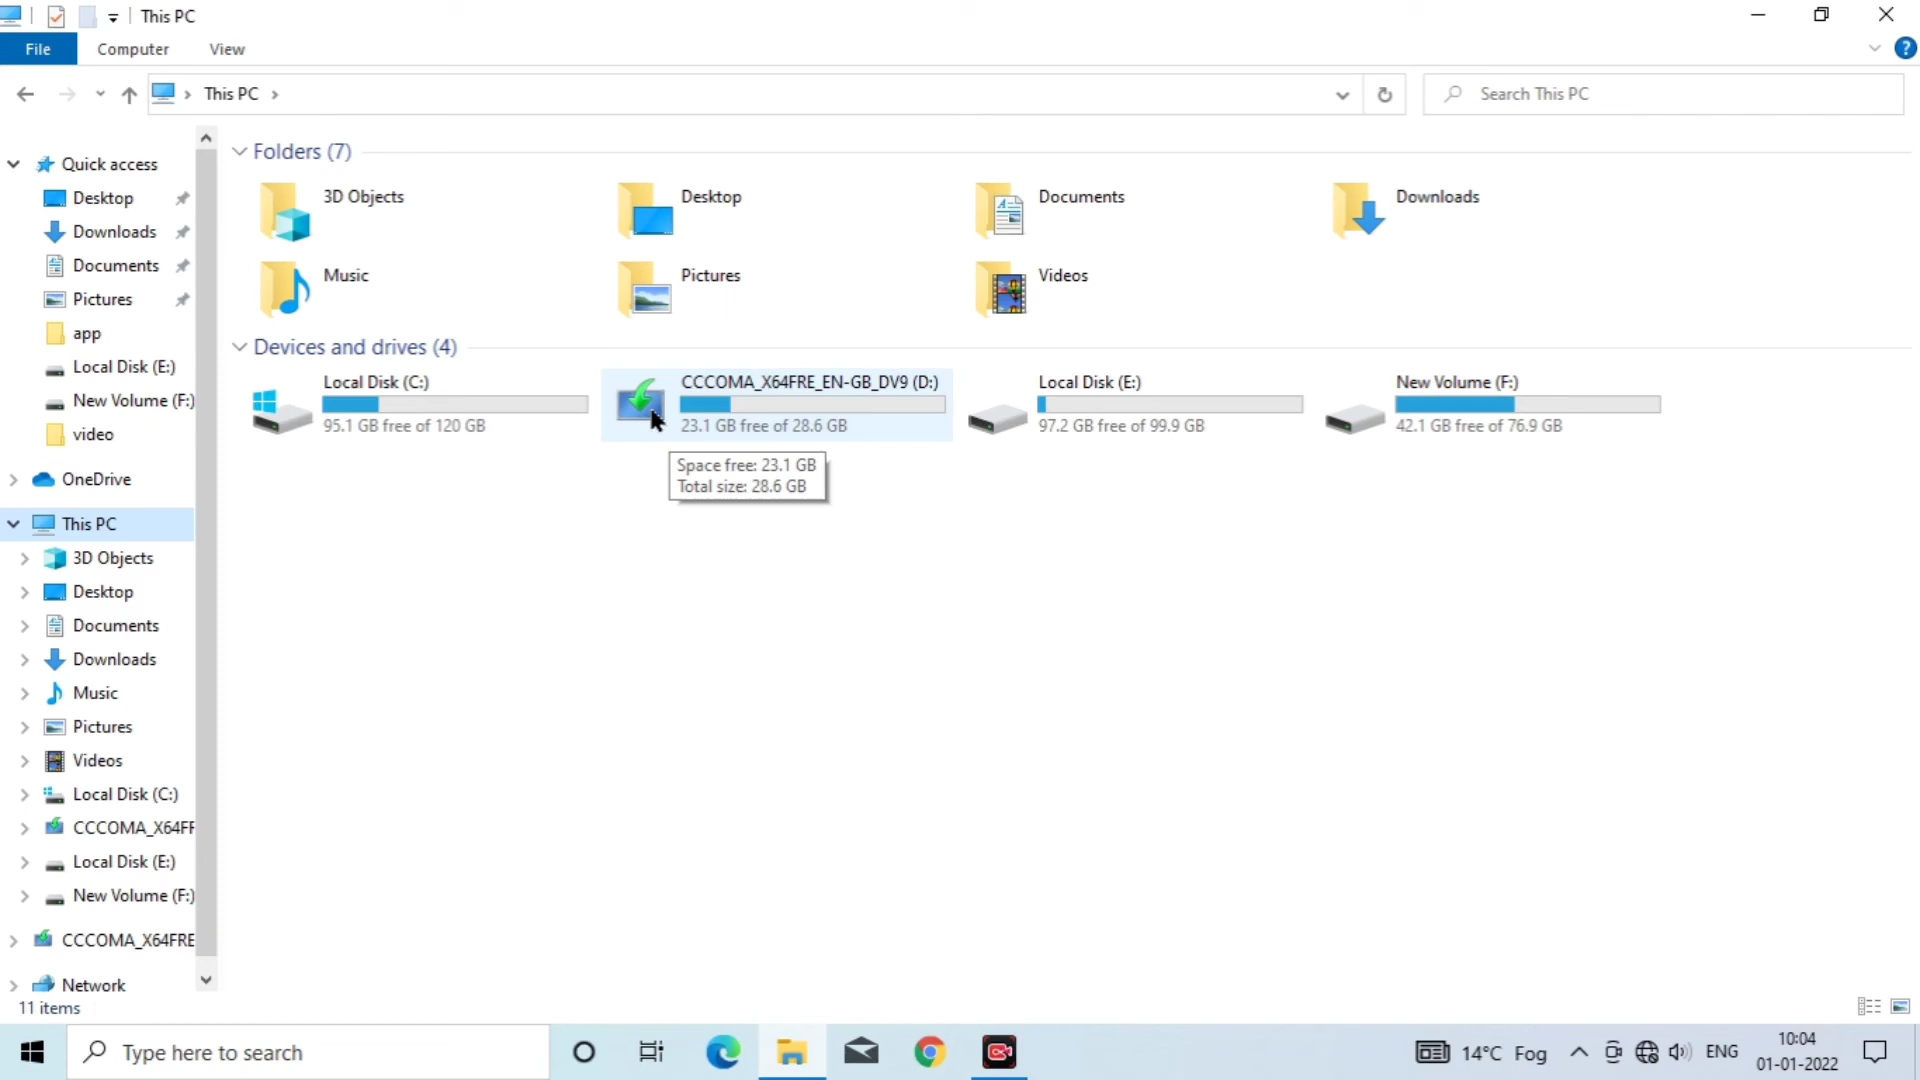 This PC
File Computer View
This PC
Search This PC
Quick access
Desktop
Downloads
Documents
Pictures
app
Local Disk (E:)
New Volume (F:)
video
OneDrive
This PC
3D Objects
Desktop
Documents
Downloads
Music
Pictures
Videos
Local Disk (C:)
CCCOMA_X64FF
Local Disk (E:)
New Volume (F:)
CCCOMA_X64FRE
Network
11 items
Folders (7)
3D Objects Desktop Documents Downloads
Music Pictures Videos
Devices and drives (4)
Local Disk (C:)
95.1 GB free of 120 GB
CCCOMA_X64FRE_EN-GB_DV9 (D:)
23.1 GB free of 28.6 GB
Local Disk (E:)
97.2 GB free of 99.9 GB
New Volume (F:)
42.1 GB free of 76.9 GB
Space free: 23.1 GB
Total size: 28.6 GB
Type here to search
14°C Fog
ENG
10:04
01-01-2022